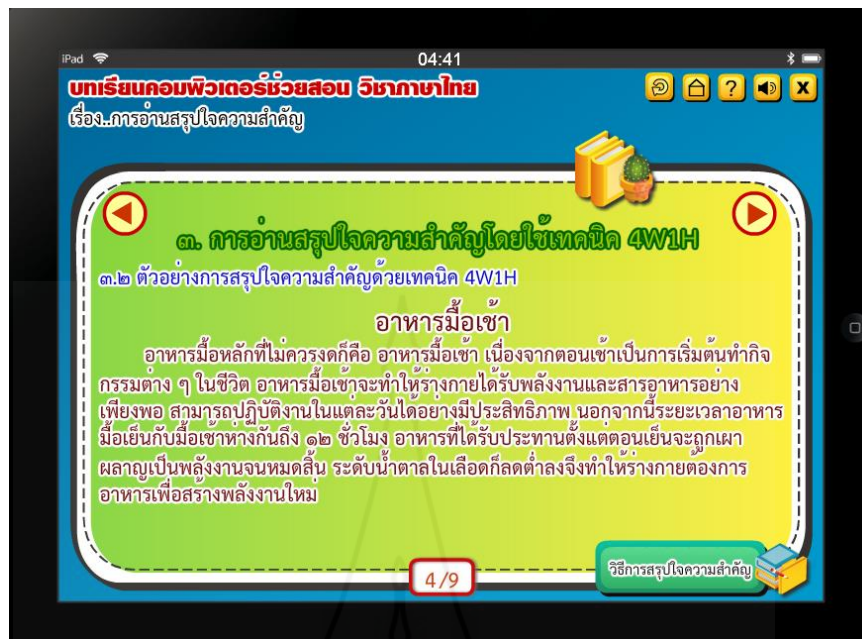 iPad
04:41
บทเรียนคอมพิวเตอร์ช่วยสอน วิชาภาษาไทย
เรื่อง..การอ่านสรุปใจความสำคัญ
?
X
๓. การอ่านสรุปใจความสำคัญโดยใช้เทคนิค 4W1H
๓.๒ ตัวอย่างการสรุปใจความสำคัญด้วยเทคนิค 4W1H
อาหารมื้อเช้า
อาหารมื้อหลักที่ไม่ควรงดก็คือ อาหารมื้อเช้า เนื่องจากตอนเช้าเป็นการเริ่มต้นทำกิจ
กรรมต่าง ๆ ในชีวิต อาหารมื้อเช้าจะทำให้ร่างกายได้รับพลังงานและสารอาหารอย่าง
เพียงพอ สามารถปฏิบัติงานในแต่ละวันได้อย่างมีประสิทธิภาพ นอกจากนี้ระยะเวลาอาหาร
มื้อเย็นกับมื้อเช้าห่างกันถึง ๑๒ ชั่วโมง อาหารที่ได้รับประทานตั้งแต่ตอนเย็นจะถูกเผา
ผลาญเป็นพลังงานจนหมดสิ้น ระดับน้ำตาลในเลือดก็ลดต่ำลงจึงทำให้ร่างกายต้องการ
อาหารเพื่อสร้างพลังงานใหม่
4/9
วิธีการสรุปใจความสำคัญ